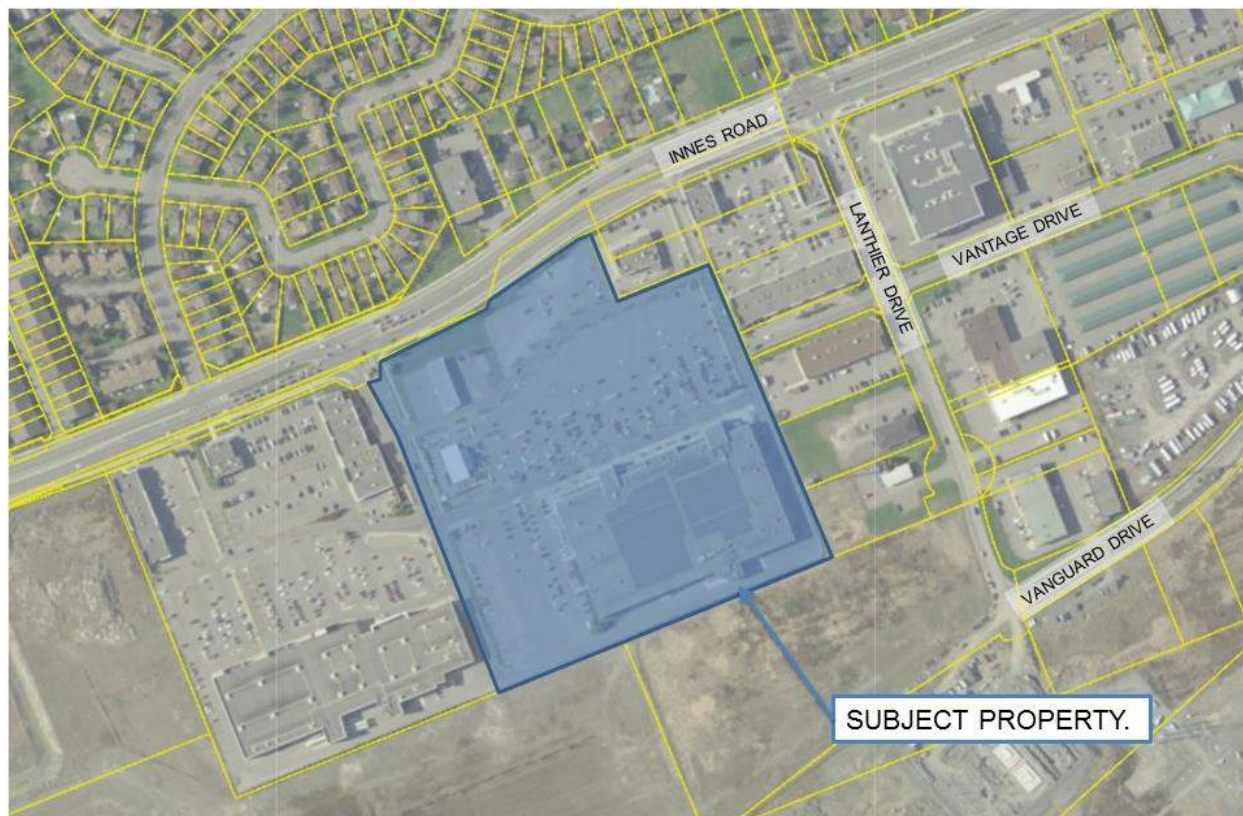 INNES ROAD
LANTHIER DRIVE
VANTAGE DRIVE
VANGUARD DRIVE
SUBJECT PROPERTY.